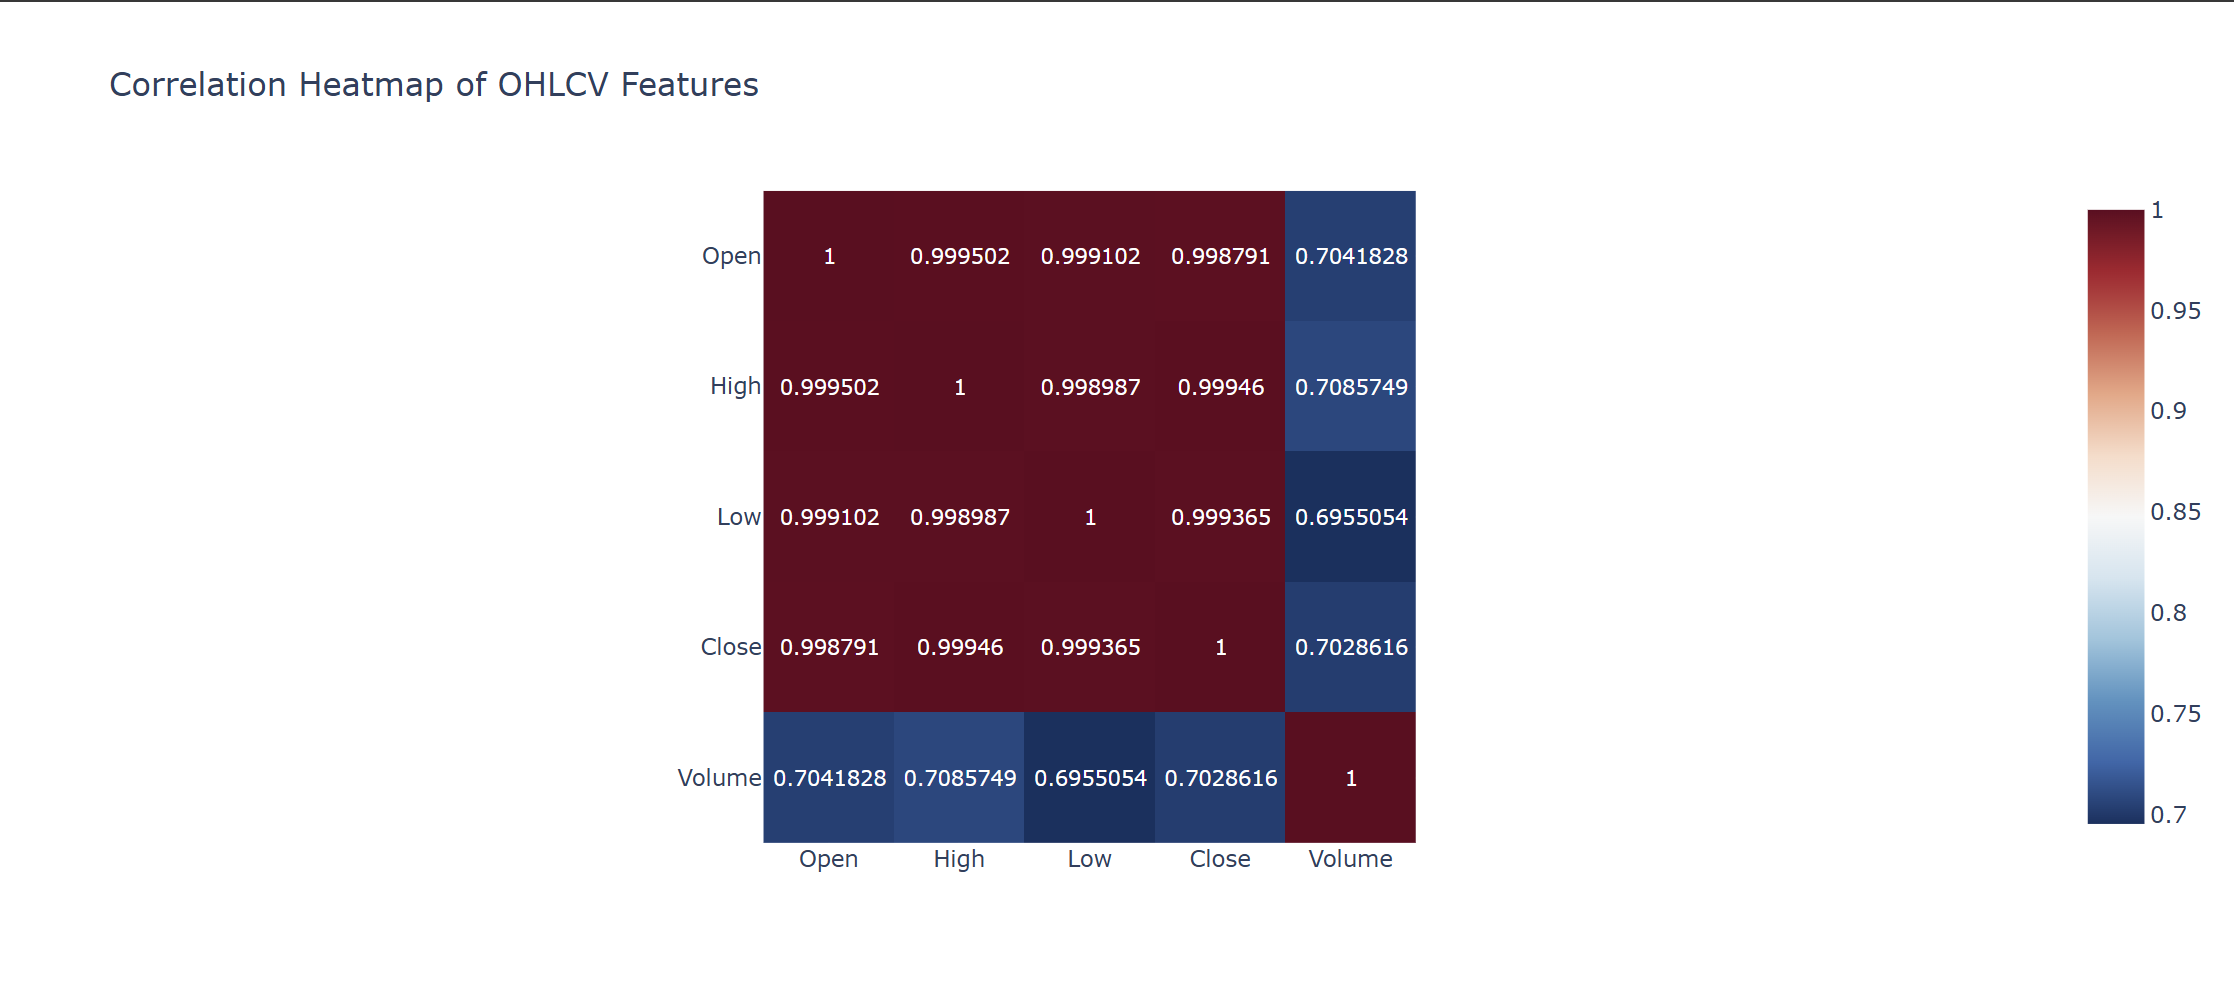 Correlation Heatmap of OHLCV Features
Open 1 0.999502 0.999102 0.998791 0.7041828
High 0.999502 1 0.998987 0.99946 0.7085749
Low 0.999102 0.998987 1 0.999365 0.6955054
Close 0.998791 0.99946 0.999365 1 0.7028616
Volume 0.7041828 0.7085749 0.6955054 0.7028616 1
Open High Low Close Volume
1
0.95
0.9
0.85
0.8
0.75
0.7